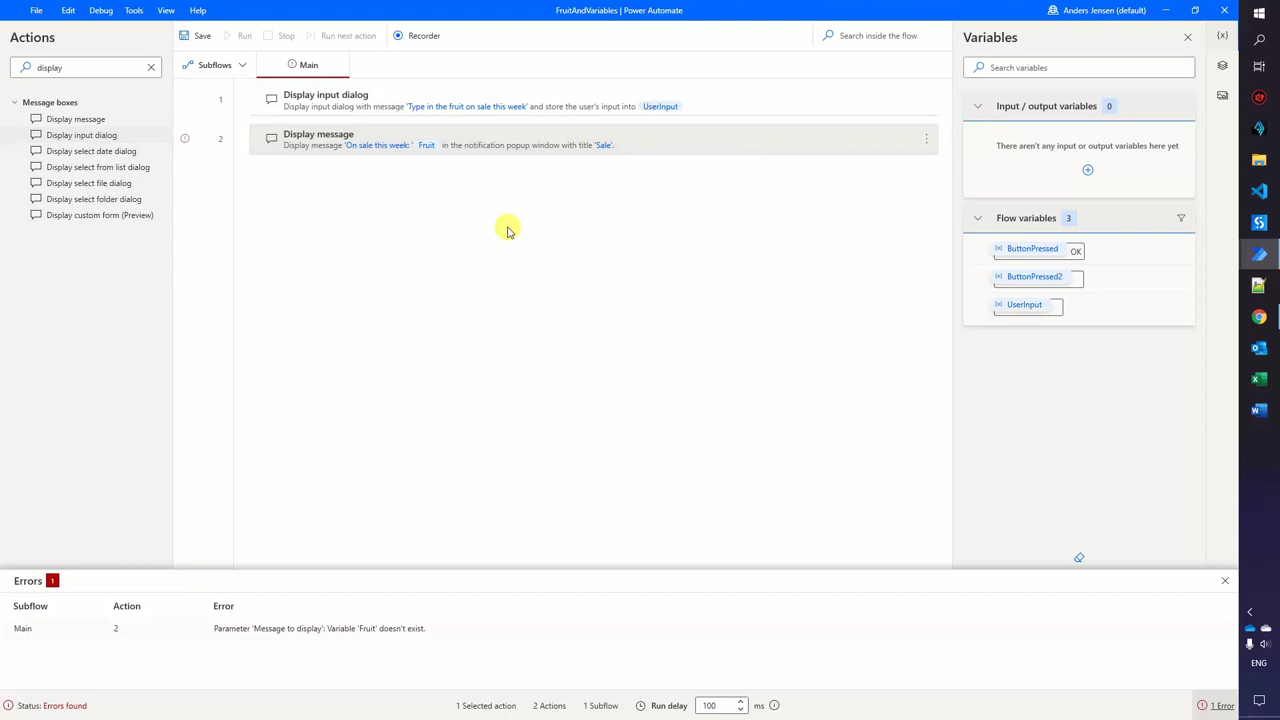 File Edit Debug Tools View Help
FruitAndVariables | Power Automate
Anders Jensen (default)
Actions
display
Message boxes
Display message
Display input dialog
Display select date dialog
Display select from list dialog
Display select file dialog
Display select folder dialog
Display custom form (Preview)
Save Run Stop Run next action Recorder
Search inside the flow
Subflows Main
1
Display input dialog
Display input dialog with message 'Type in the fruit on sale this week' and store the user's input into UserInput
2
Display message
Display message 'On sale this week: ' Fruit in the notification popup window with title 'Sale'.
Variables
{x}
Search variables
Input / output variables 0
There aren't any input or output variables here yet
Flow variables 3
(x) ButtonPressed OK
(x) ButtonPressed2
(x) UserInput
Errors 1
Subflow Action Error
Main 2 Parameter 'Message to display': Variable 'Fruit' doesn't exist.
Status: Errors found
1 Selected action 2 Actions 1 Subflow Run delay 100 ms
1 Error
ENG